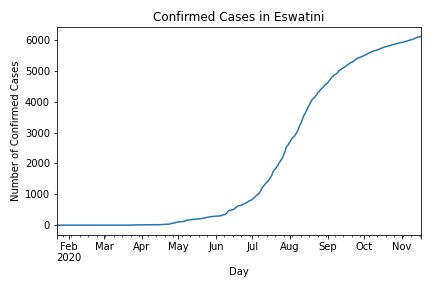 Confirmed Cases in Eswatini
Number of Confirmed Cases
6000
5000
4000
3000
2000
1000
0
Feb Mar Apr May Jun Jul Aug Sep Oct Nov
2020
Day